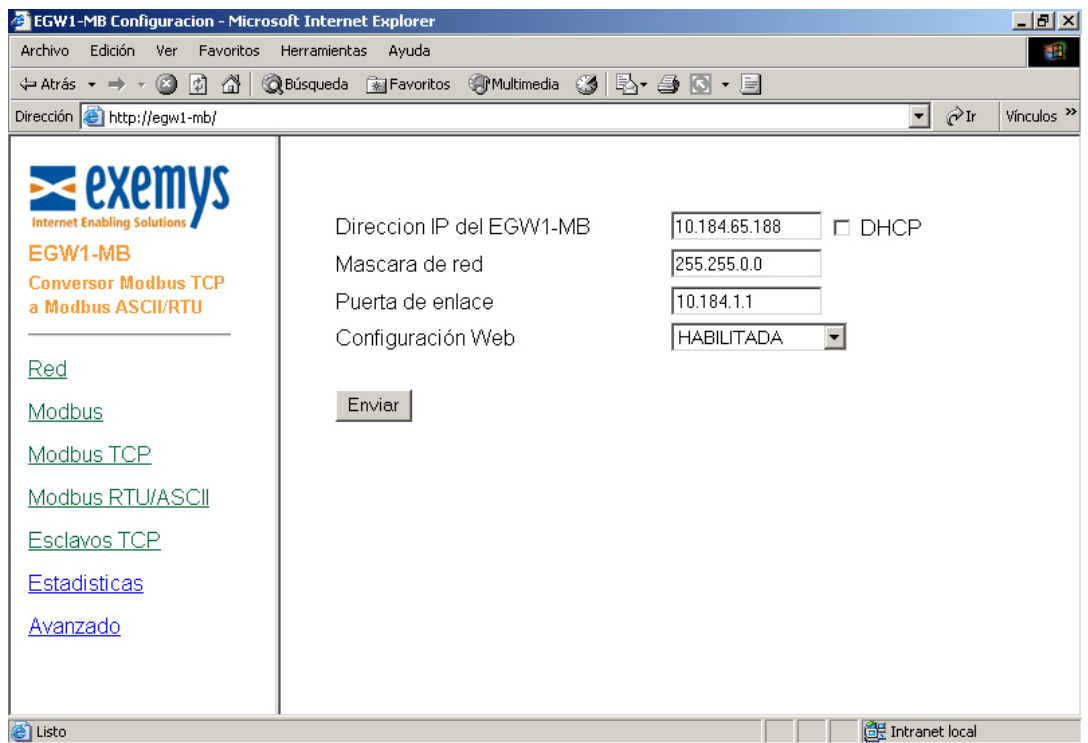 EGW1-MB Configuracion - Microsoft Internet Explorer
Archivo Edición Ver Favoritos Herramientas Ayuda
Atrás Búsqueda Favoritos Multimedia
Dirección http://egw1-mb/ Ir Vínculos »
exemys
Internet Enabling Solutions
EGW1-MB
Conversor Modbus TCP
a Modbus ASCII/RTU
Red
Modbus
Modbus TCP
Modbus RTU/ASCII
Esclavos TCP
Estadisticas
Avanzado
Direccion IP del EGW1-MB 10.184.65.188 DHCP
Mascara de red 255.255.0.0
Puerta de enlace 10.184.1.1
Configuración Web HABILITADA
Enviar
Listo Intranet local